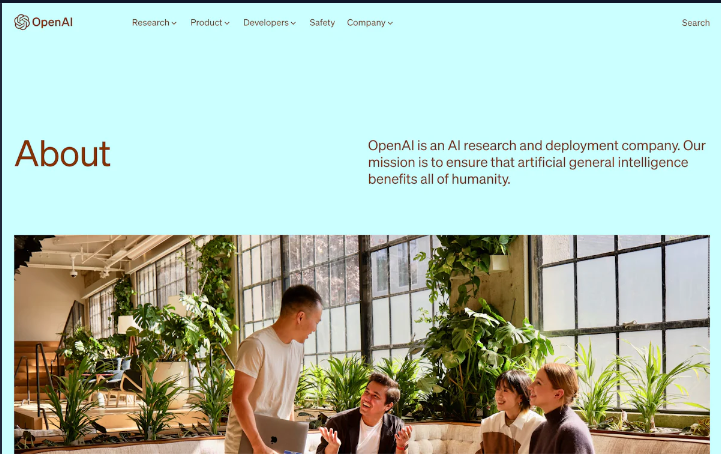 OpenAI
Research Product Developers Safety Company Search
About
OpenAI is an AI research and deployment company. Our
mission is to ensure that artificial general intelligence
benefits all of humanity.